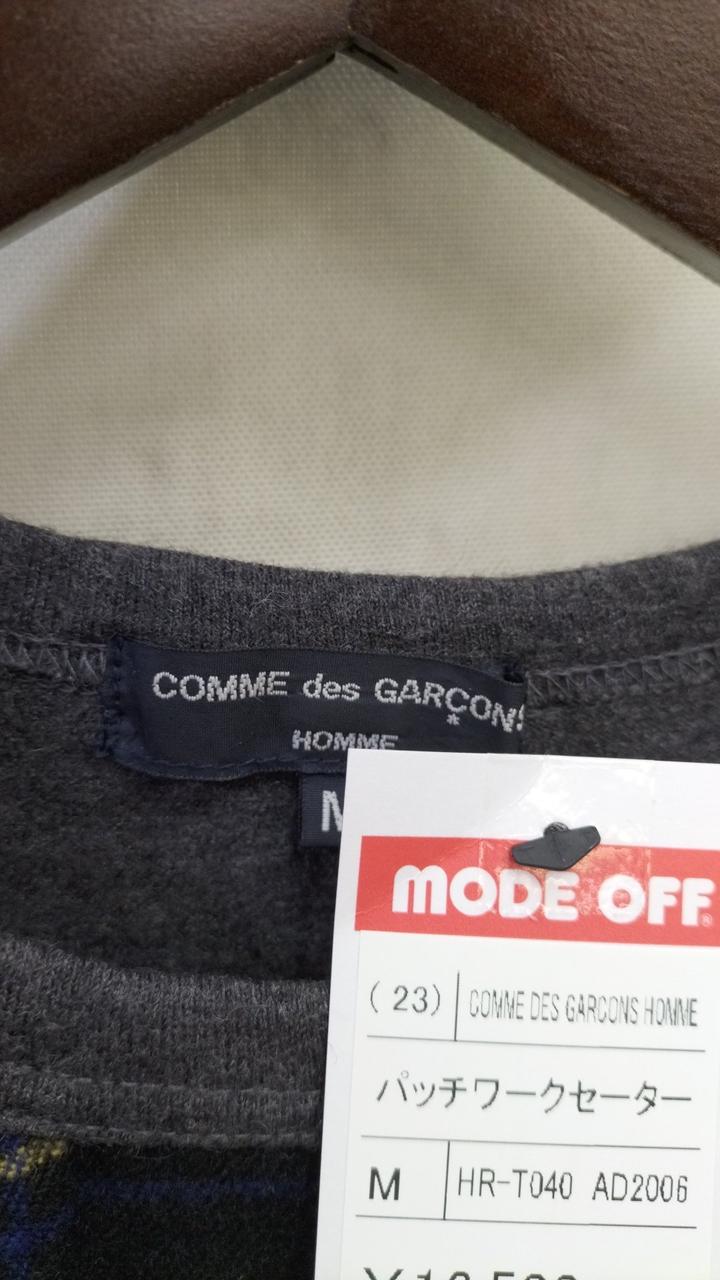 COMME des GARÇONS
HOMME
M
MODE OFF®
(23) COMME DES GARCONS HOMME
パッチワークセーター
M HR-T040 AD2006